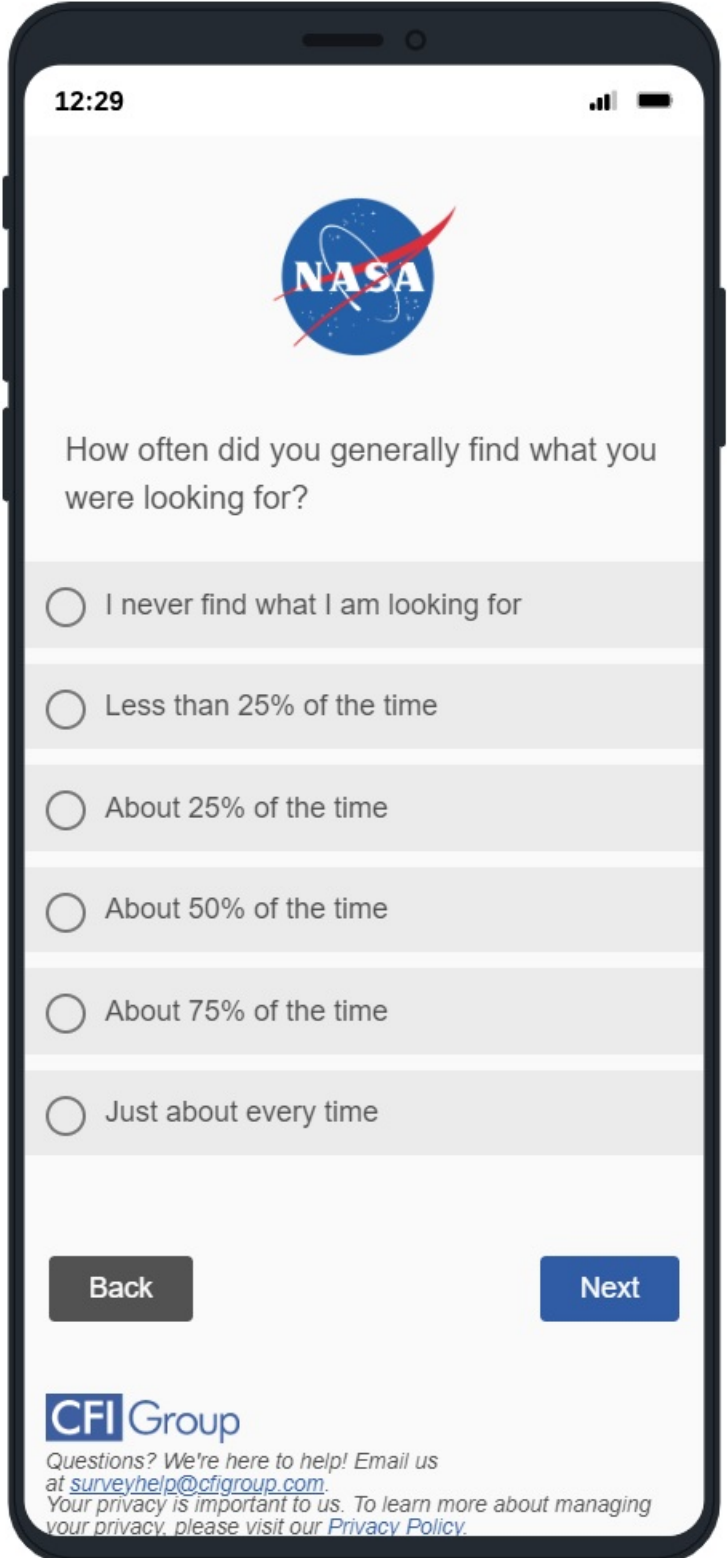 12:29
NASA
How often did you generally find what you
were looking for?
I never find what I am looking for
Less than 25% of the time
About 25% of the time
About 50% of the time
About 75% of the time
Just about every time
Back
Next
CFI Group
Questions? We're here to help! Email us
at surveyhelp@cfigroup.com.
Your privacy is important to us. To learn more about managing
your privacy, please visit our Privacy Policy.